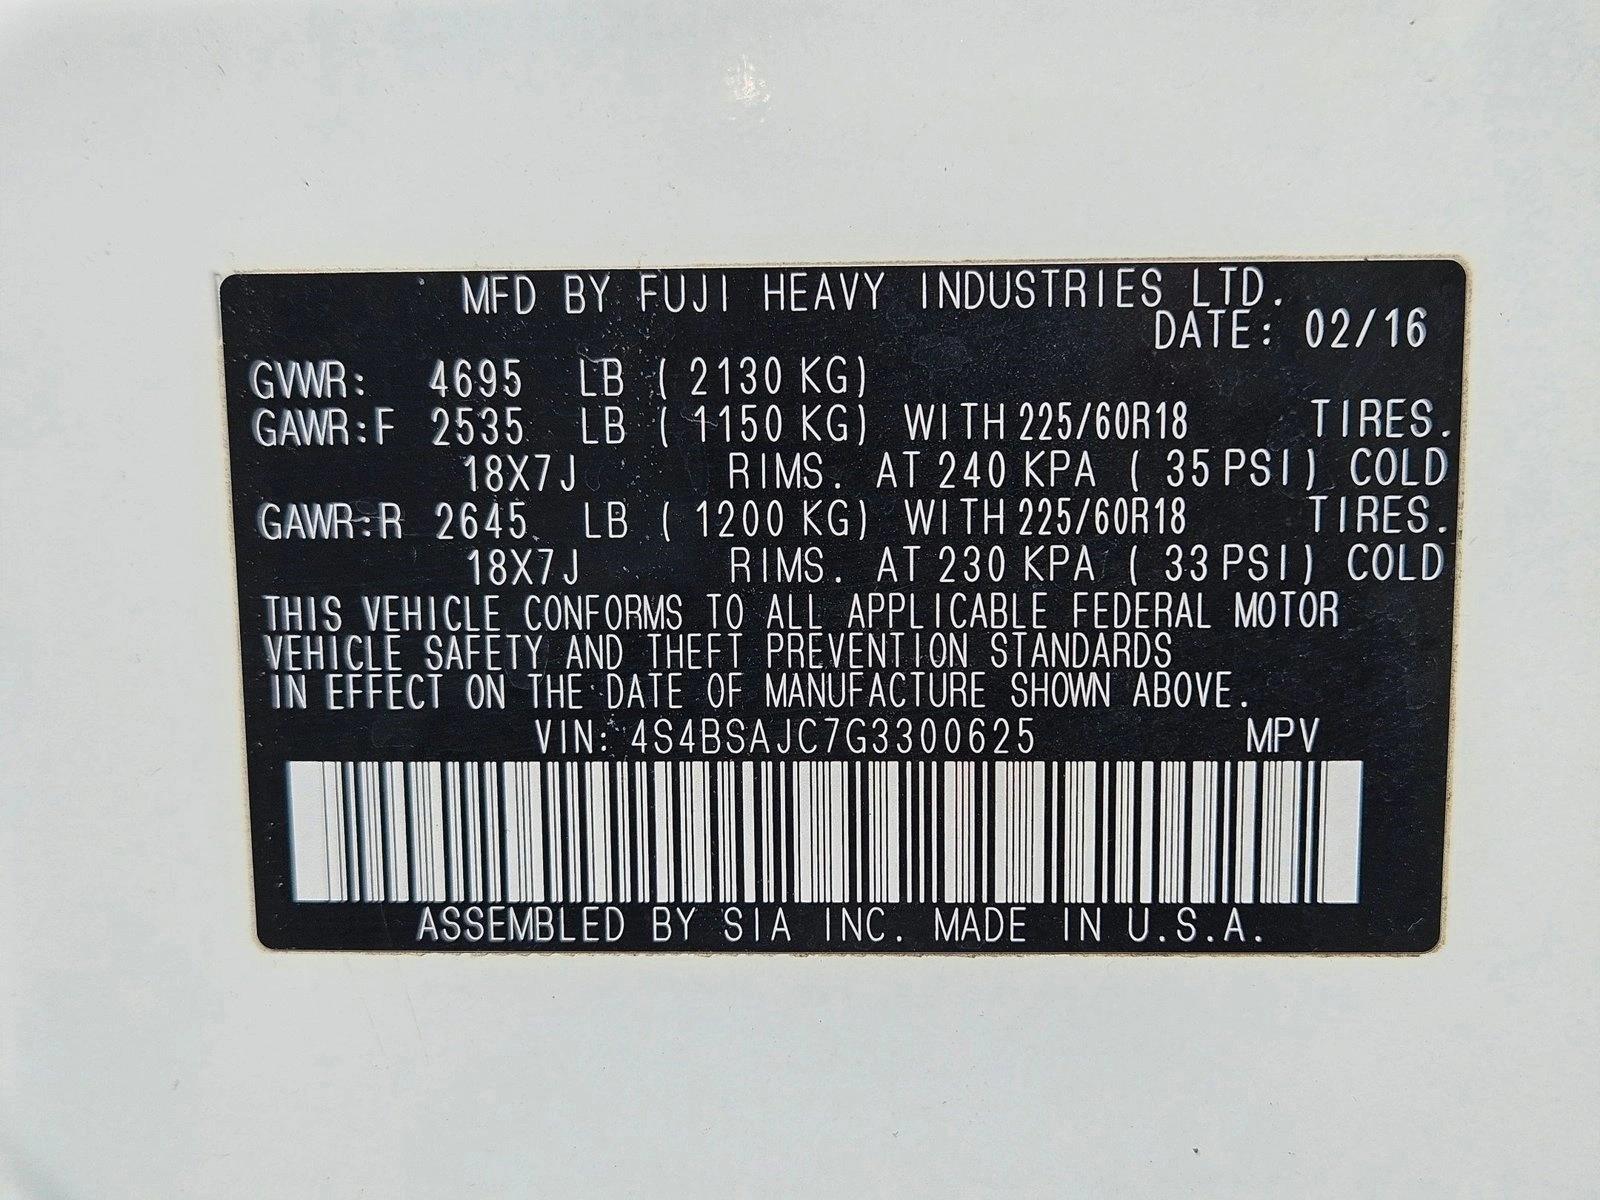 MFD BY FUJI HEAVY INDUSTRIES LTD.
DATE: 02/16
GVWR: 4695 LB ( 2130 KG)
GAWR:F 2535 LB ( 1150 KG) WITH 225/60R18 TIRES.
18X7J RIMS. AT 240 KPA ( 35 PSI) COLD
GAWR:R 2645 LB ( 1200 KG) WITH 225/60R18 TIRES.
18X7J RIMS. AT 230 KPA ( 33 PSI) COLD
THIS VEHICLE CONFORMS TO ALL APPLICABLE FEDERAL MOTOR
VEHICLE SAFETY AND THEFT PREVENTION STANDARDS
IN EFFECT ON THE DATE OF MANUFACTURE SHOWN ABOVE.
VIN: 4S4BSAJC7G3300625 MPV
ASSEMBLED BY SIA INC. MADE IN U.S.A.